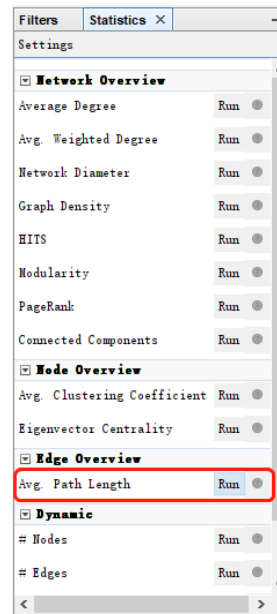 Filters Statistics ×
Settings
Network Overview
Average Degree Run
Avg. Weighted Degree Run
Network Diameter Run
Graph Density Run
HITS Run
Modularity Run
PageRank Run
Connected Components Run
Node Overview
Avg. Clustering Coefficient Run
Eigenvector Centrality Run
Edge Overview
Avg. Path Length Run
Dynamic
# Nodes Run
# Edges Run